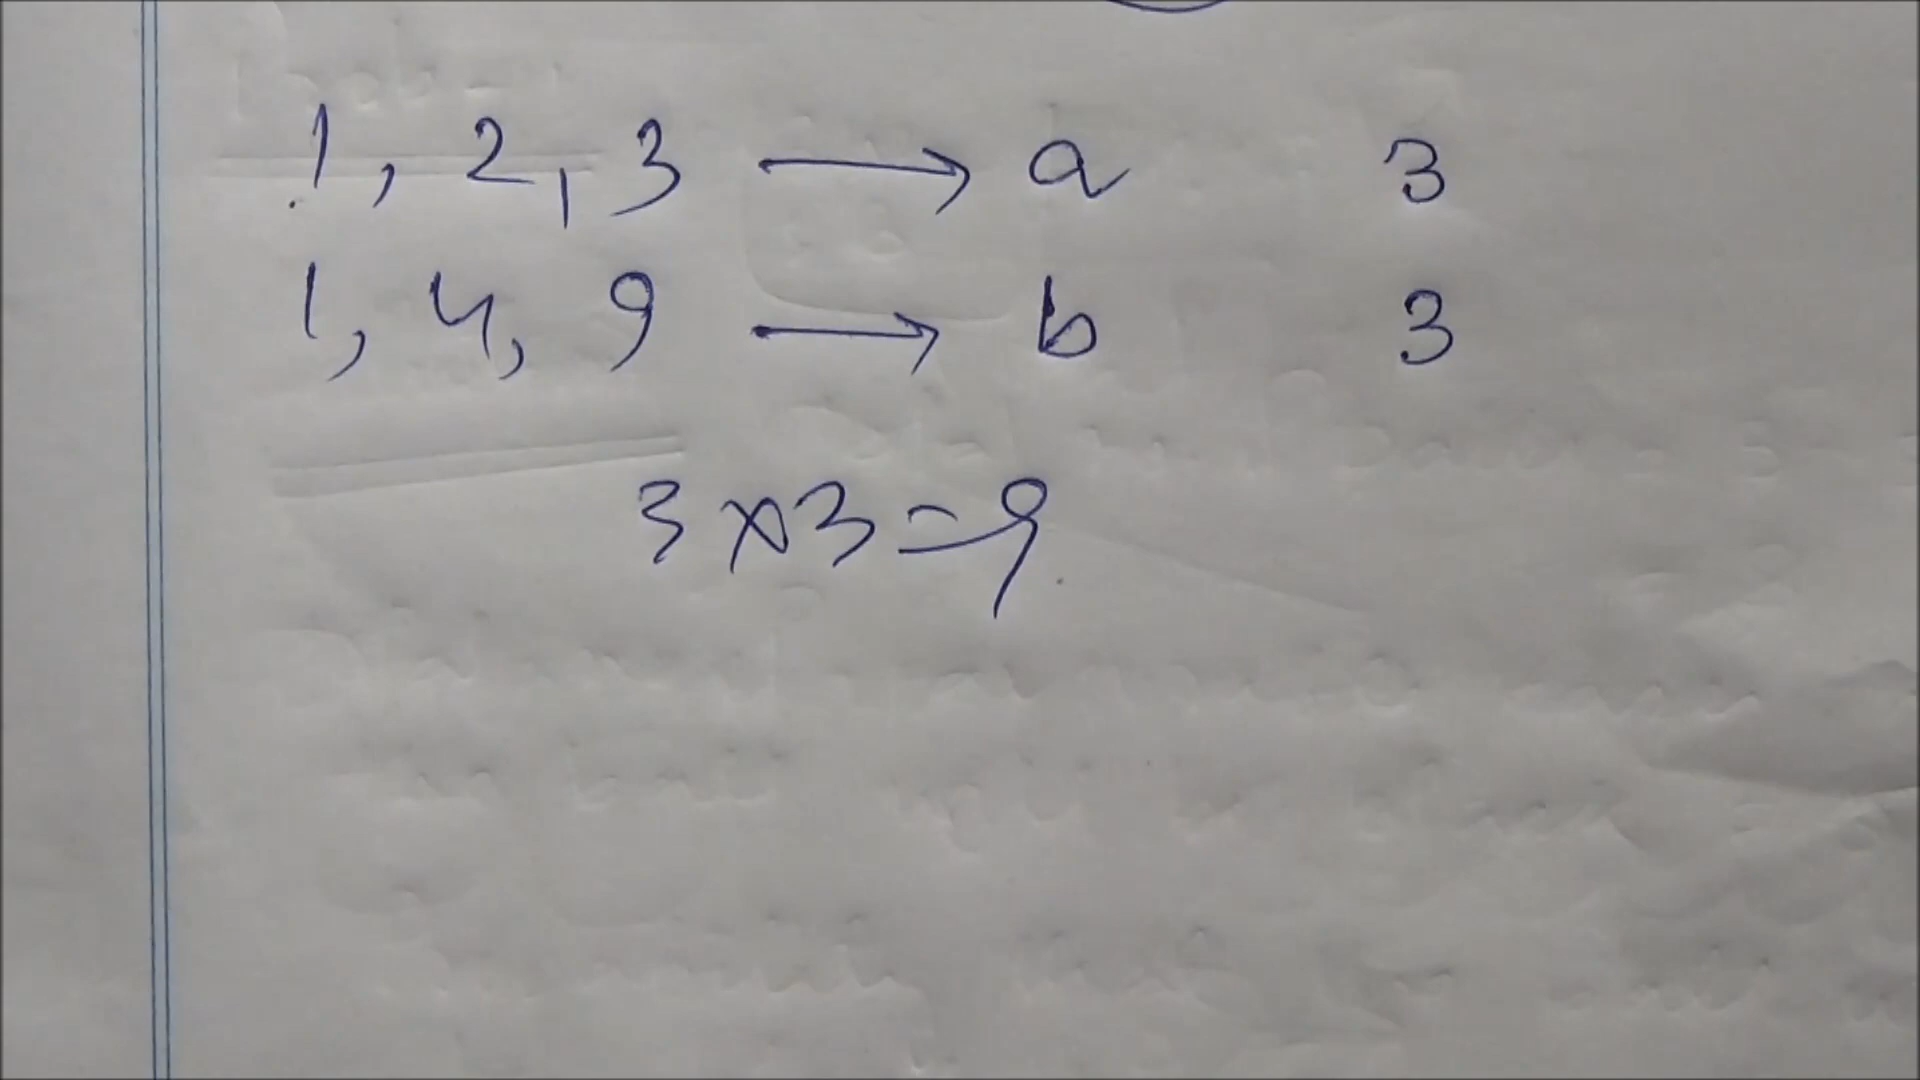 1, 2, 3 → a 3
1, 4, 9 → b 3
3 × 3 = 9